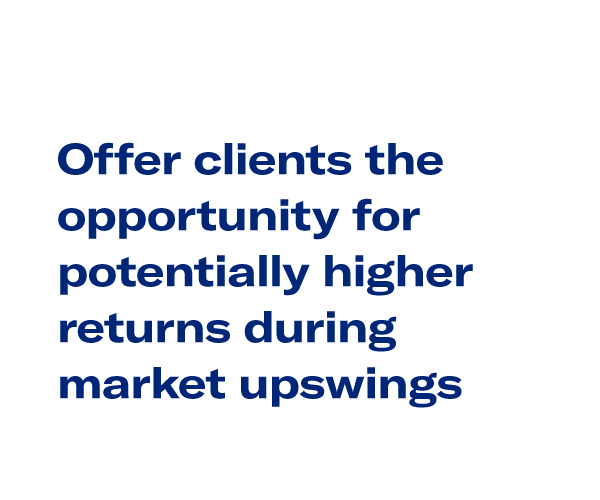 Offer clients the
opportunity for
potentially higher
returns during
market upswings